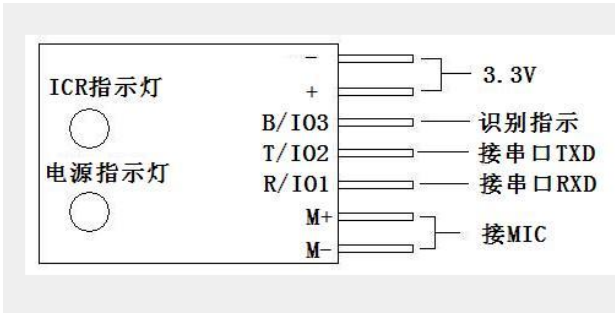 -
3.3V
ICR指示灯
+
B/IO3
识别指示
T/IO2
接串口TXD
电源指示灯
R/IO1
接串口RXD
M+
接MIC
M-